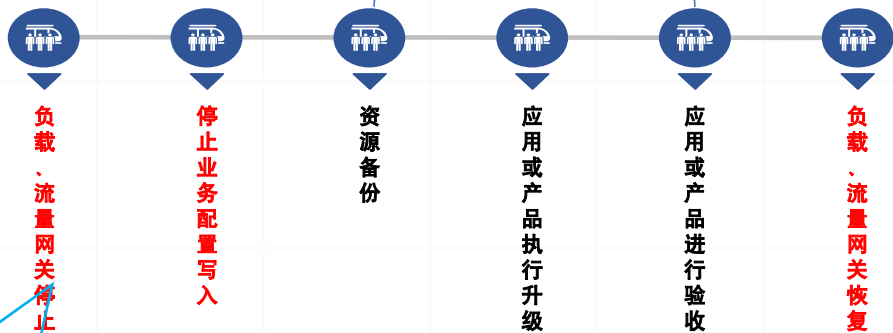 负载、流量网关停止
停止业务配置写入
资源备份
应用或产品执行升级
应用或产品进行验收
负载、流量网关恢复